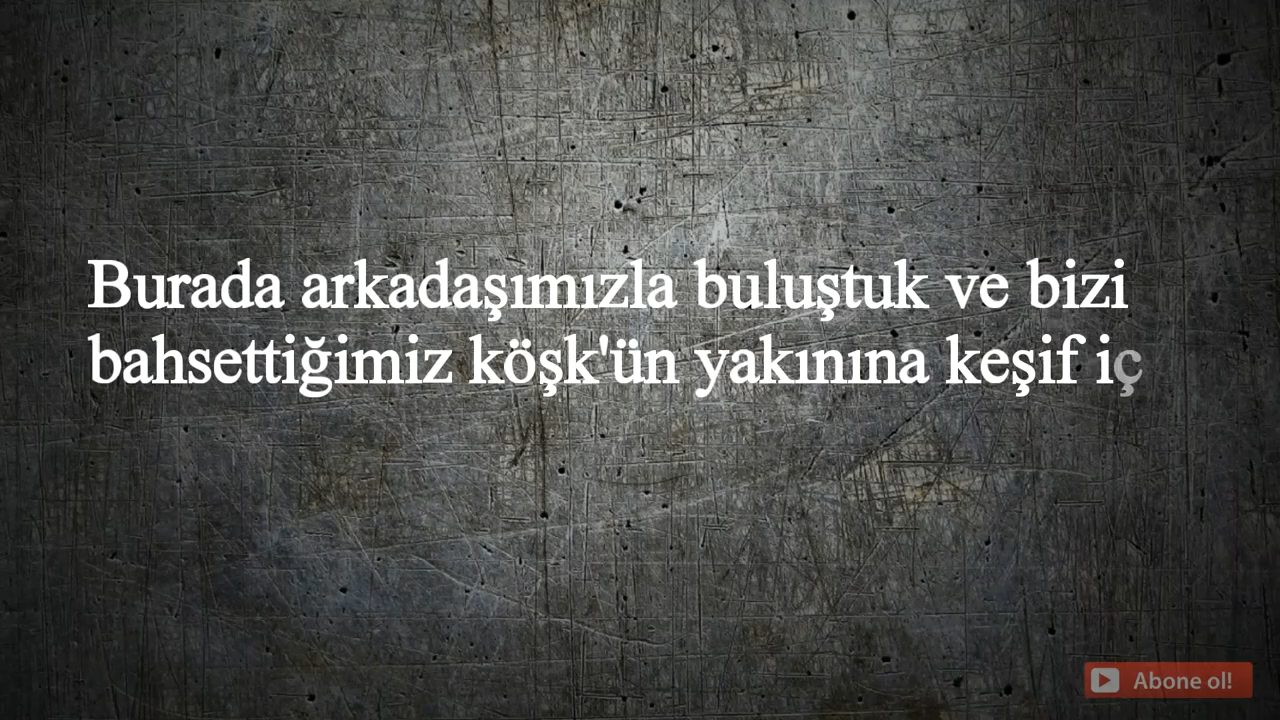 Burada arkadaşımızla buluştuk ve bizi
bahsettiğimiz köşk'ün yakınına keşif iç
Abone ol!